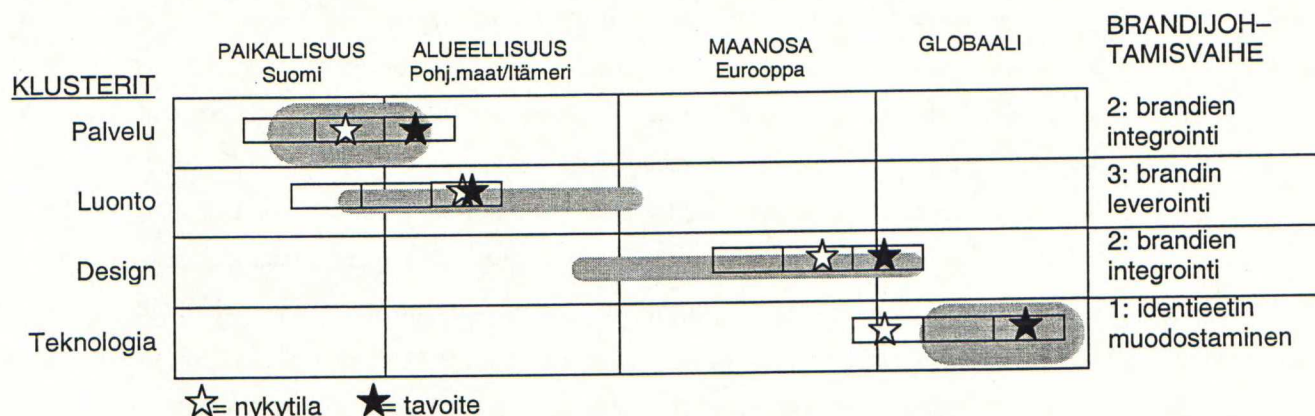 PAIKALLISUUS
Suomi
ALUEELLISUUS
Pohj.maat/Itämeri
MAANOSA
Eurooppa
GLOBAALI
BRANDIJOH–
TAMISVAIHE
KLUSTERIT
Palvelu
2: brandien
integrointi
Luonto
3: brandin
leverointi
Design
2: brandien
integrointi
Teknologia
1: identieetin
muodostaminen
= nykytila
= tavoite